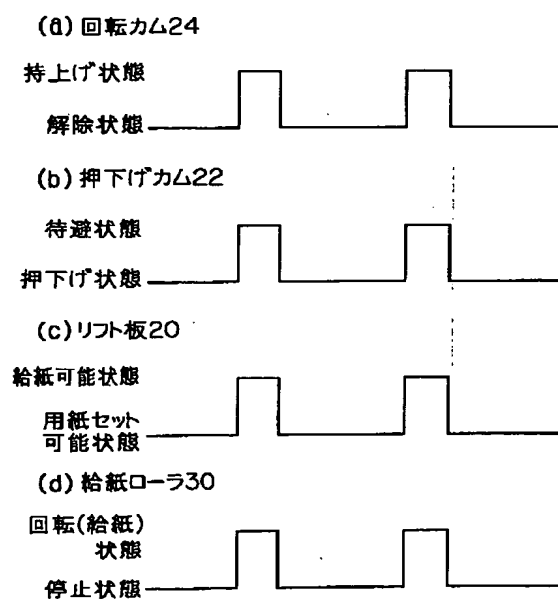 (a) 回転カム24
持上げ状態
解除状態
(b) 押下げカム22
待避状態
押下げ状態
(c) リフト板20
給紙可能状態
用紙セット
可能状態
(d) 給紙ローラ30
回転(給紙)
状態
停止状態